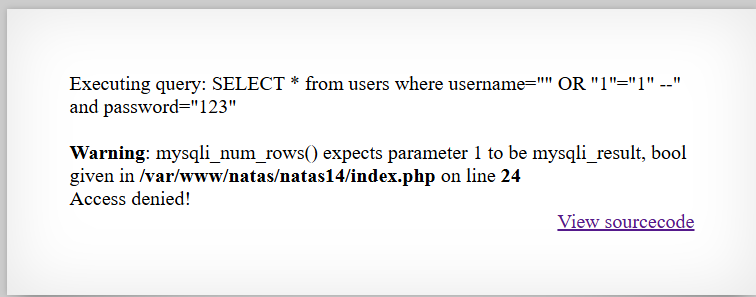 Executing query: SELECT * from users where username="" OR "1"="1" --"
and password="123"
Warning: mysqli_num_rows() expects parameter 1 to be mysqli_result, bool
given in /var/www/natas/natas14/index.php on line 24
Access denied!
View sourcecode